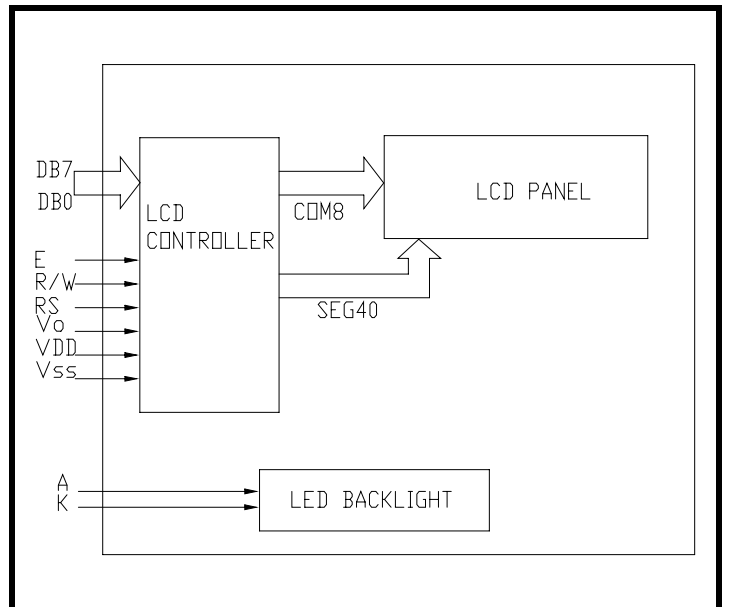 DB7
DB0
LCD
CONTROLLER
E
R/W
RS
Vo
VDD
Vss
COM8
SEG40
LCD PANEL
A
K
LED BACKLIGHT